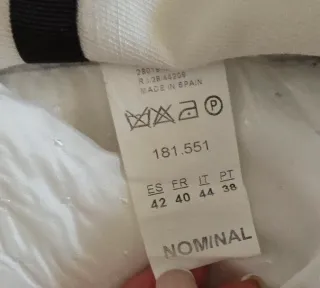 MADE IN SPAIN
P
181.551
ES FR IT PT
42 40 44 38
NOMINAL